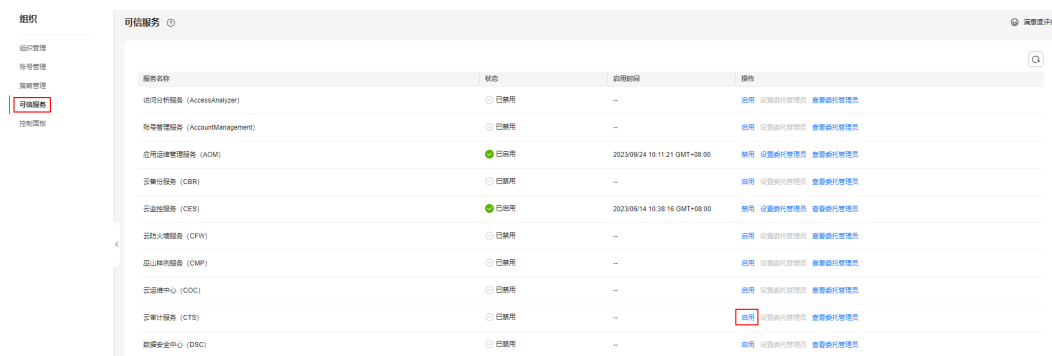 组织
组织管理
账号管理
策略管理
可信服务
控制面板
可信服务
满意度评
服务名称 状态 启用时间 操作
访问分析服务（AccessAnalyzer） 已禁用 -- 启用 设置委托管理员 查看委托管理员
账号管理服务（AccountManagement） 已禁用 -- 启用 设置委托管理员 查看委托管理员
应用运维管理服务（AOM） 已启用 2023/09/24 10:11:21 GMT+08:00 禁用 设置委托管理员 查看委托管理员
云备份服务（CBR） 已禁用 -- 启用 设置委托管理员 查看委托管理员
云监控服务（CES） 已启用 2023/06/14 10:38:16 GMT+08:00 禁用 设置委托管理员 查看委托管理员
云防火墙服务（CFW） 已禁用 -- 启用 设置委托管理员 查看委托管理员
巫山样例服务（CMP） 已禁用 -- 启用 设置委托管理员 查看委托管理员
云运维中心（COC） 已禁用 -- 启用 设置委托管理员 查看委托管理员
云审计服务（CTS） 已禁用 -- 启用 设置委托管理员 查看委托管理员
数据安全中心（DSC） 已禁用 -- 启用 设置委托管理员 查看委托管理员